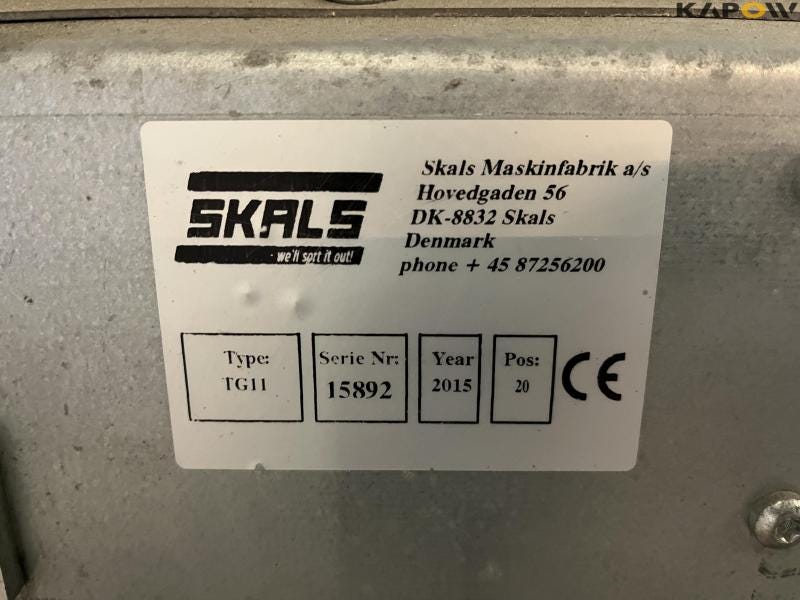 KAPOW
SKALS
we'll sort it out!
Skals Maskinfabrik a/s
Hovedgaden 56
DK-8832 Skals
Denmark
phone + 45 87256200
Type:
TG11
Serie Nr:
15892
Year
2015
Pos:
20
CE